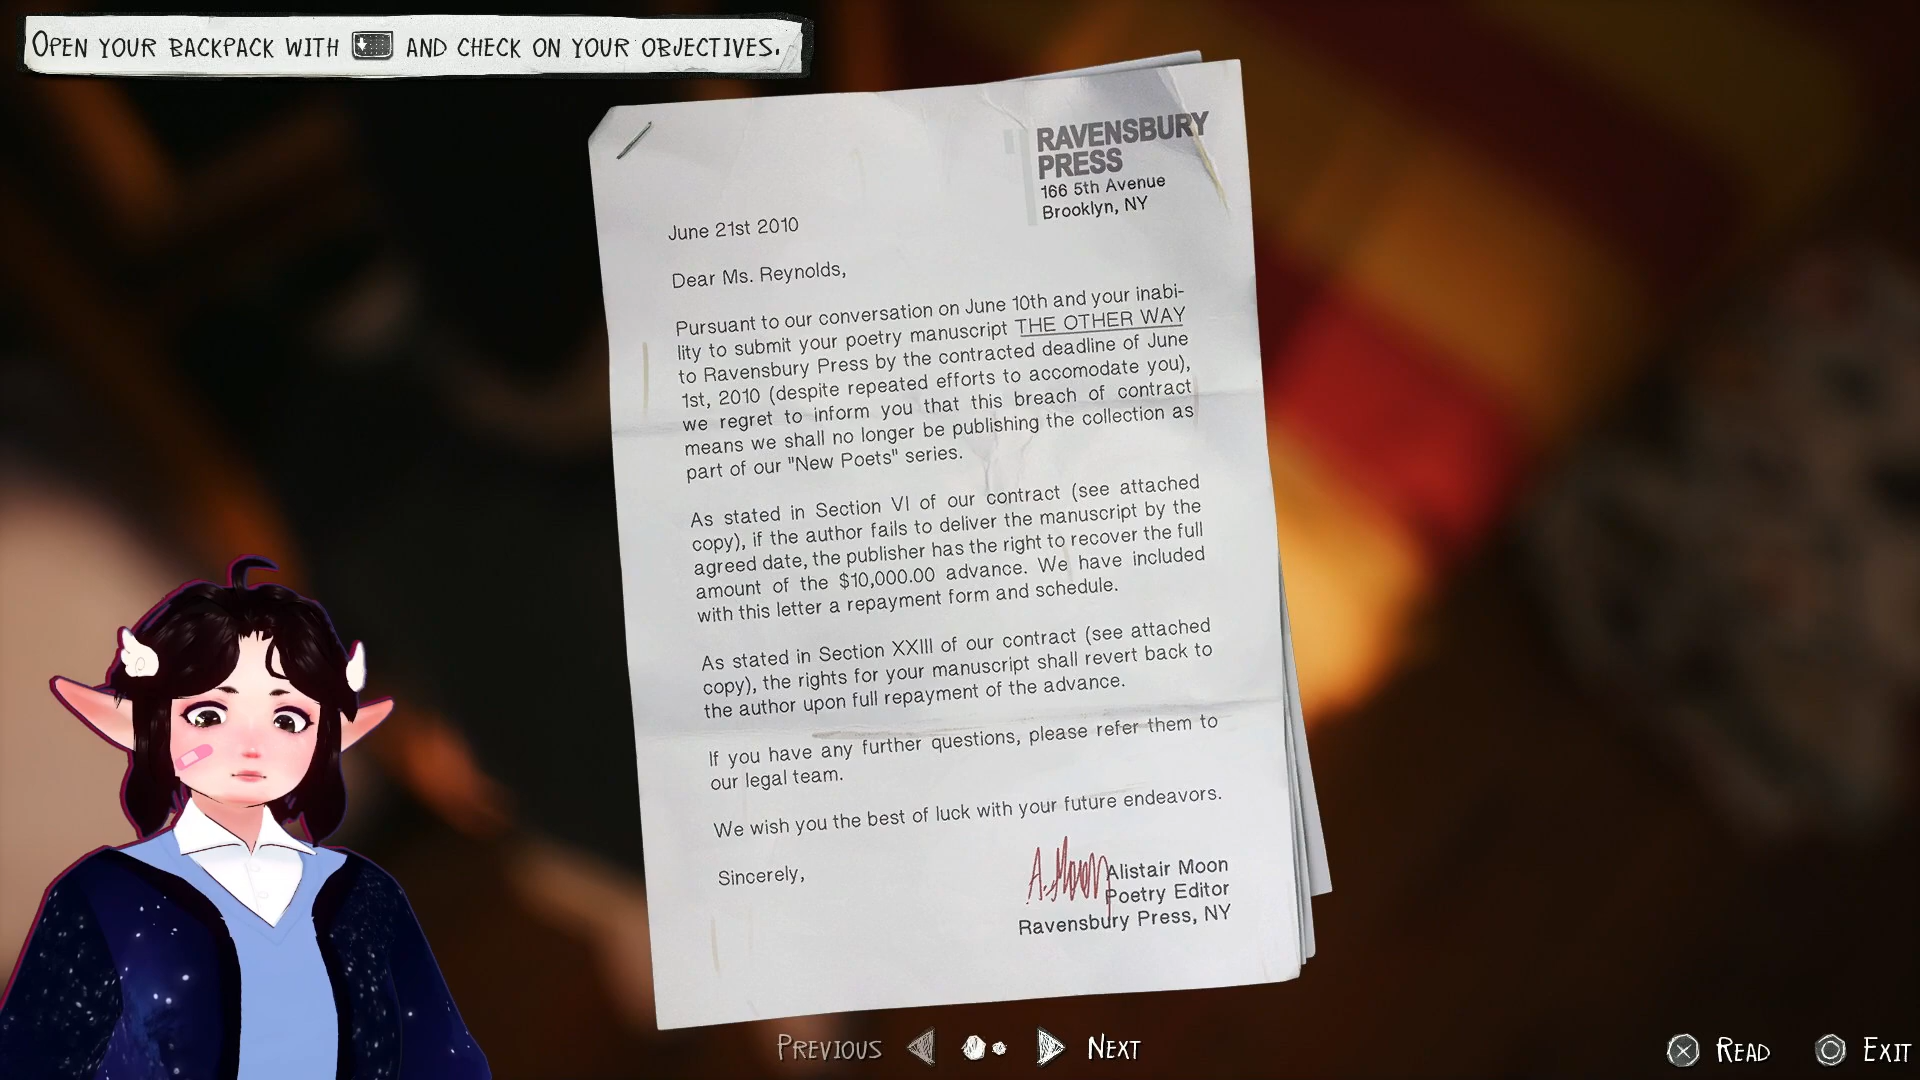 OPEN YOUR BACKPACK WITH AND CHECK ON YOUR OBJECTIVES.
RAVENSBURY
PRESS
166 5th Avenue
Brooklyn, NY
June 21st 2010
Dear Ms. Reynolds,
Pursuant to our conversation on June 10th and your inabi-
lity to submit your poetry manuscript THE OTHER WAY
to Ravensbury Press by the contracted deadline of June
1st, 2010 (despite repeated efforts to accomodate you),
we regret to inform you that this breach of contract
means we shall no longer be publishing the collection as
part of our "New Poets" series.
As stated in Section VI of our contract (see attached
copy), if the author fails to deliver the manuscript by the
agreed date, the publisher has the right to recover the full
amount of the $10,000.00 advance. We have included
with this letter a repayment form and schedule.
As stated in Section XXIII of our contract (see attached
copy), the rights for your manuscript shall revert back to
the author upon full repayment of the advance.
If you have any further questions, please refer them to
our legal team.
We wish you the best of luck with your future endeavors.
Sincerely,
A. Moon
Alistair Moon
Poetry Editor
Ravensbury Press, NY
PREVIOUS NEXT
READ EXIT